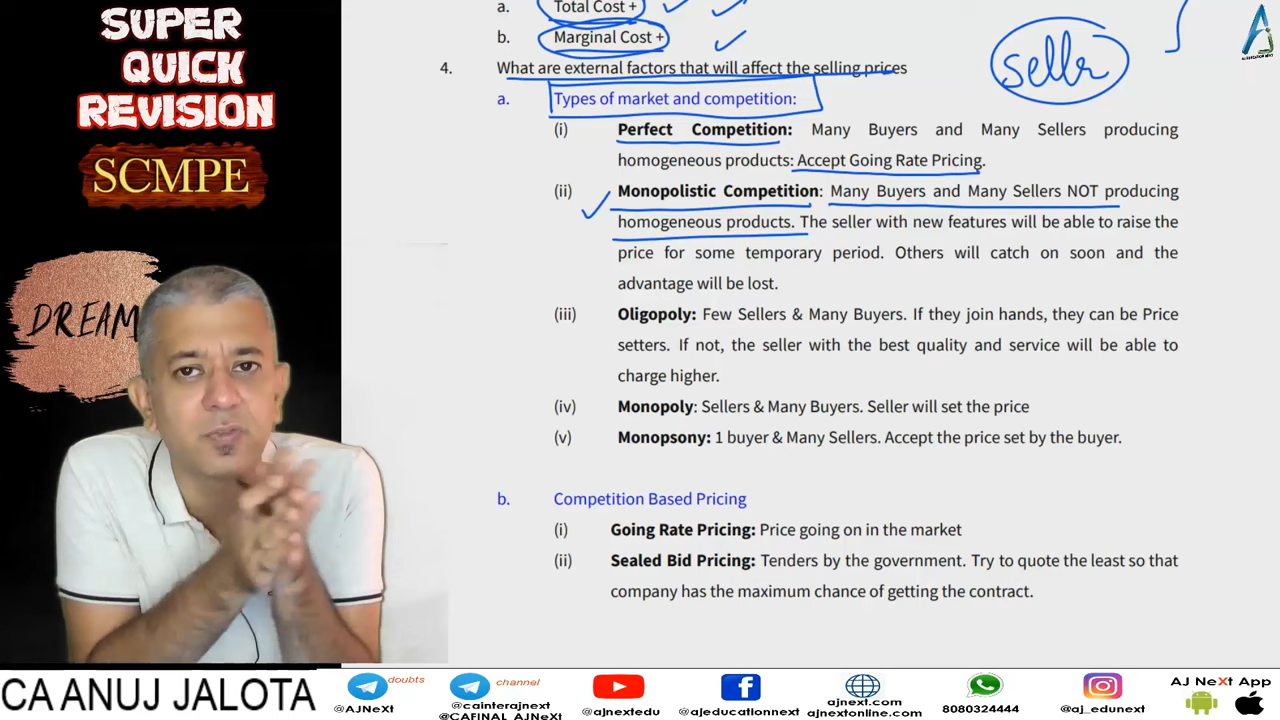 SUPER
QUICK
REVISION
SCMPE
DREAM
a. Total Cost +
b. Marginal Cost +
sellr
4. What are external factors that will affect the selling prices
a. Types of market and competition:
(i) Perfect Competition: Many Buyers and Many Sellers producing
homogeneous products: Accept Going Rate Pricing.
(ii) Monopolistic Competition: Many Buyers and Many Sellers NOT producing
homogeneous products. The seller with new features will be able to raise the
price for some temporary period. Others will catch on soon and the
advantage will be lost.
(iii) Oligopoly: Few Sellers & Many Buyers. If they join hands, they can be Price
setters. If not, the seller with the best quality and service will be able to
charge higher.
(iv) Monopoly: Sellers & Many Buyers. Seller will set the price
(v) Monopsony: 1 buyer & Many Sellers. Accept the price set by the buyer.
b. Competition Based Pricing
(i) Going Rate Pricing: Price going on in the market
(ii) Sealed Bid Pricing: Tenders by the government. Try to quote the least so that
company has the maximum chance of getting the contract.
CA ANUJ JALOTA
doubts
@AJNeXt
channel
@cainterajnext
@CAFINAL_AJNeXt
@ajnextedu
@ajeducationnext
ajnext.com
ajnextonline.com
8080324444
@aj_edunext
AJ NeXt App